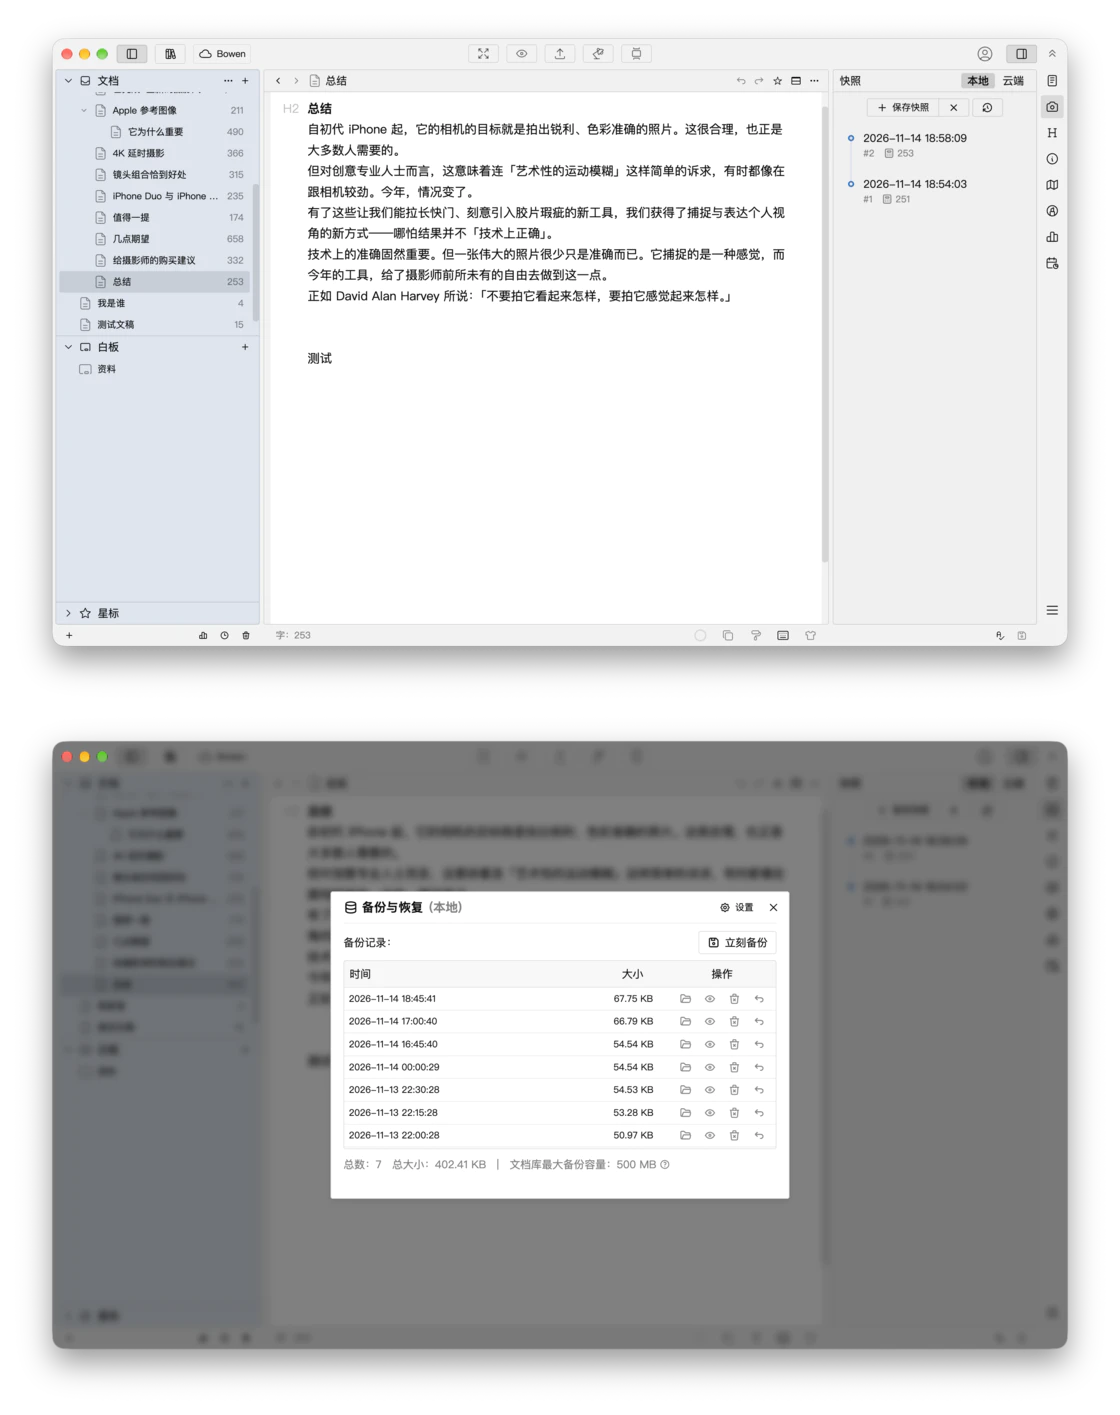 Bowen
文档
Apple 参考图像 211
它为什么重要 490
4K 延时摄影 366
镜头组合恰到好处 315
iPhone Duo 与 iPhone ... 235
值得一提 174
几点期望 658
给摄影师的购买建议 332
总结 253
我是谁 4
测试文稿 15
白板
资料
星标
总结
H2 总结
自初代 iPhone 起，它的相机的目标就是拍出锐利、色彩准确的照片。这很合理，也正是
大多数人需要的。
但对创意专业人士而言，这意味着连「艺术性的运动模糊」这样简单的诉求，有时都像在
跟相机较劲。今年，情况变了。
有了这些让我们能拉长快门、刻意引入胶片瑕疵的新工具，我们获得了捕捉与表达个人视
角的新方式——哪怕结果并不「技术上正确」。
技术上的准确固然重要。但一张伟大的照片很少只是准确而已。它捕捉的是一种感觉，而
今年的工具，给了摄影师前所未有的自由去做到这一点。
正如 David Alan Harvey 所说：「不要拍它看起来怎样，要拍它感觉起来怎样。」
测试
字：253
快照 本地 云端
保存快照
2026-11-14 18:58:09
#2 253
2026-11-14 18:54:03
#1 251
备份与恢复（本地） 设置
备份记录： 立刻备份
时间 大小 操作
2026-11-14 18:45:41 67.75 KB
2026-11-14 17:00:40 66.79 KB
2026-11-14 16:45:40 54.54 KB
2026-11-14 00:00:29 54.54 KB
2026-11-13 22:30:28 54.53 KB
2026-11-13 22:15:28 53.28 KB
2026-11-13 22:00:28 50.97 KB
总数：7 总大小：402.41 KB | 文档库最大备份容量：500 MB